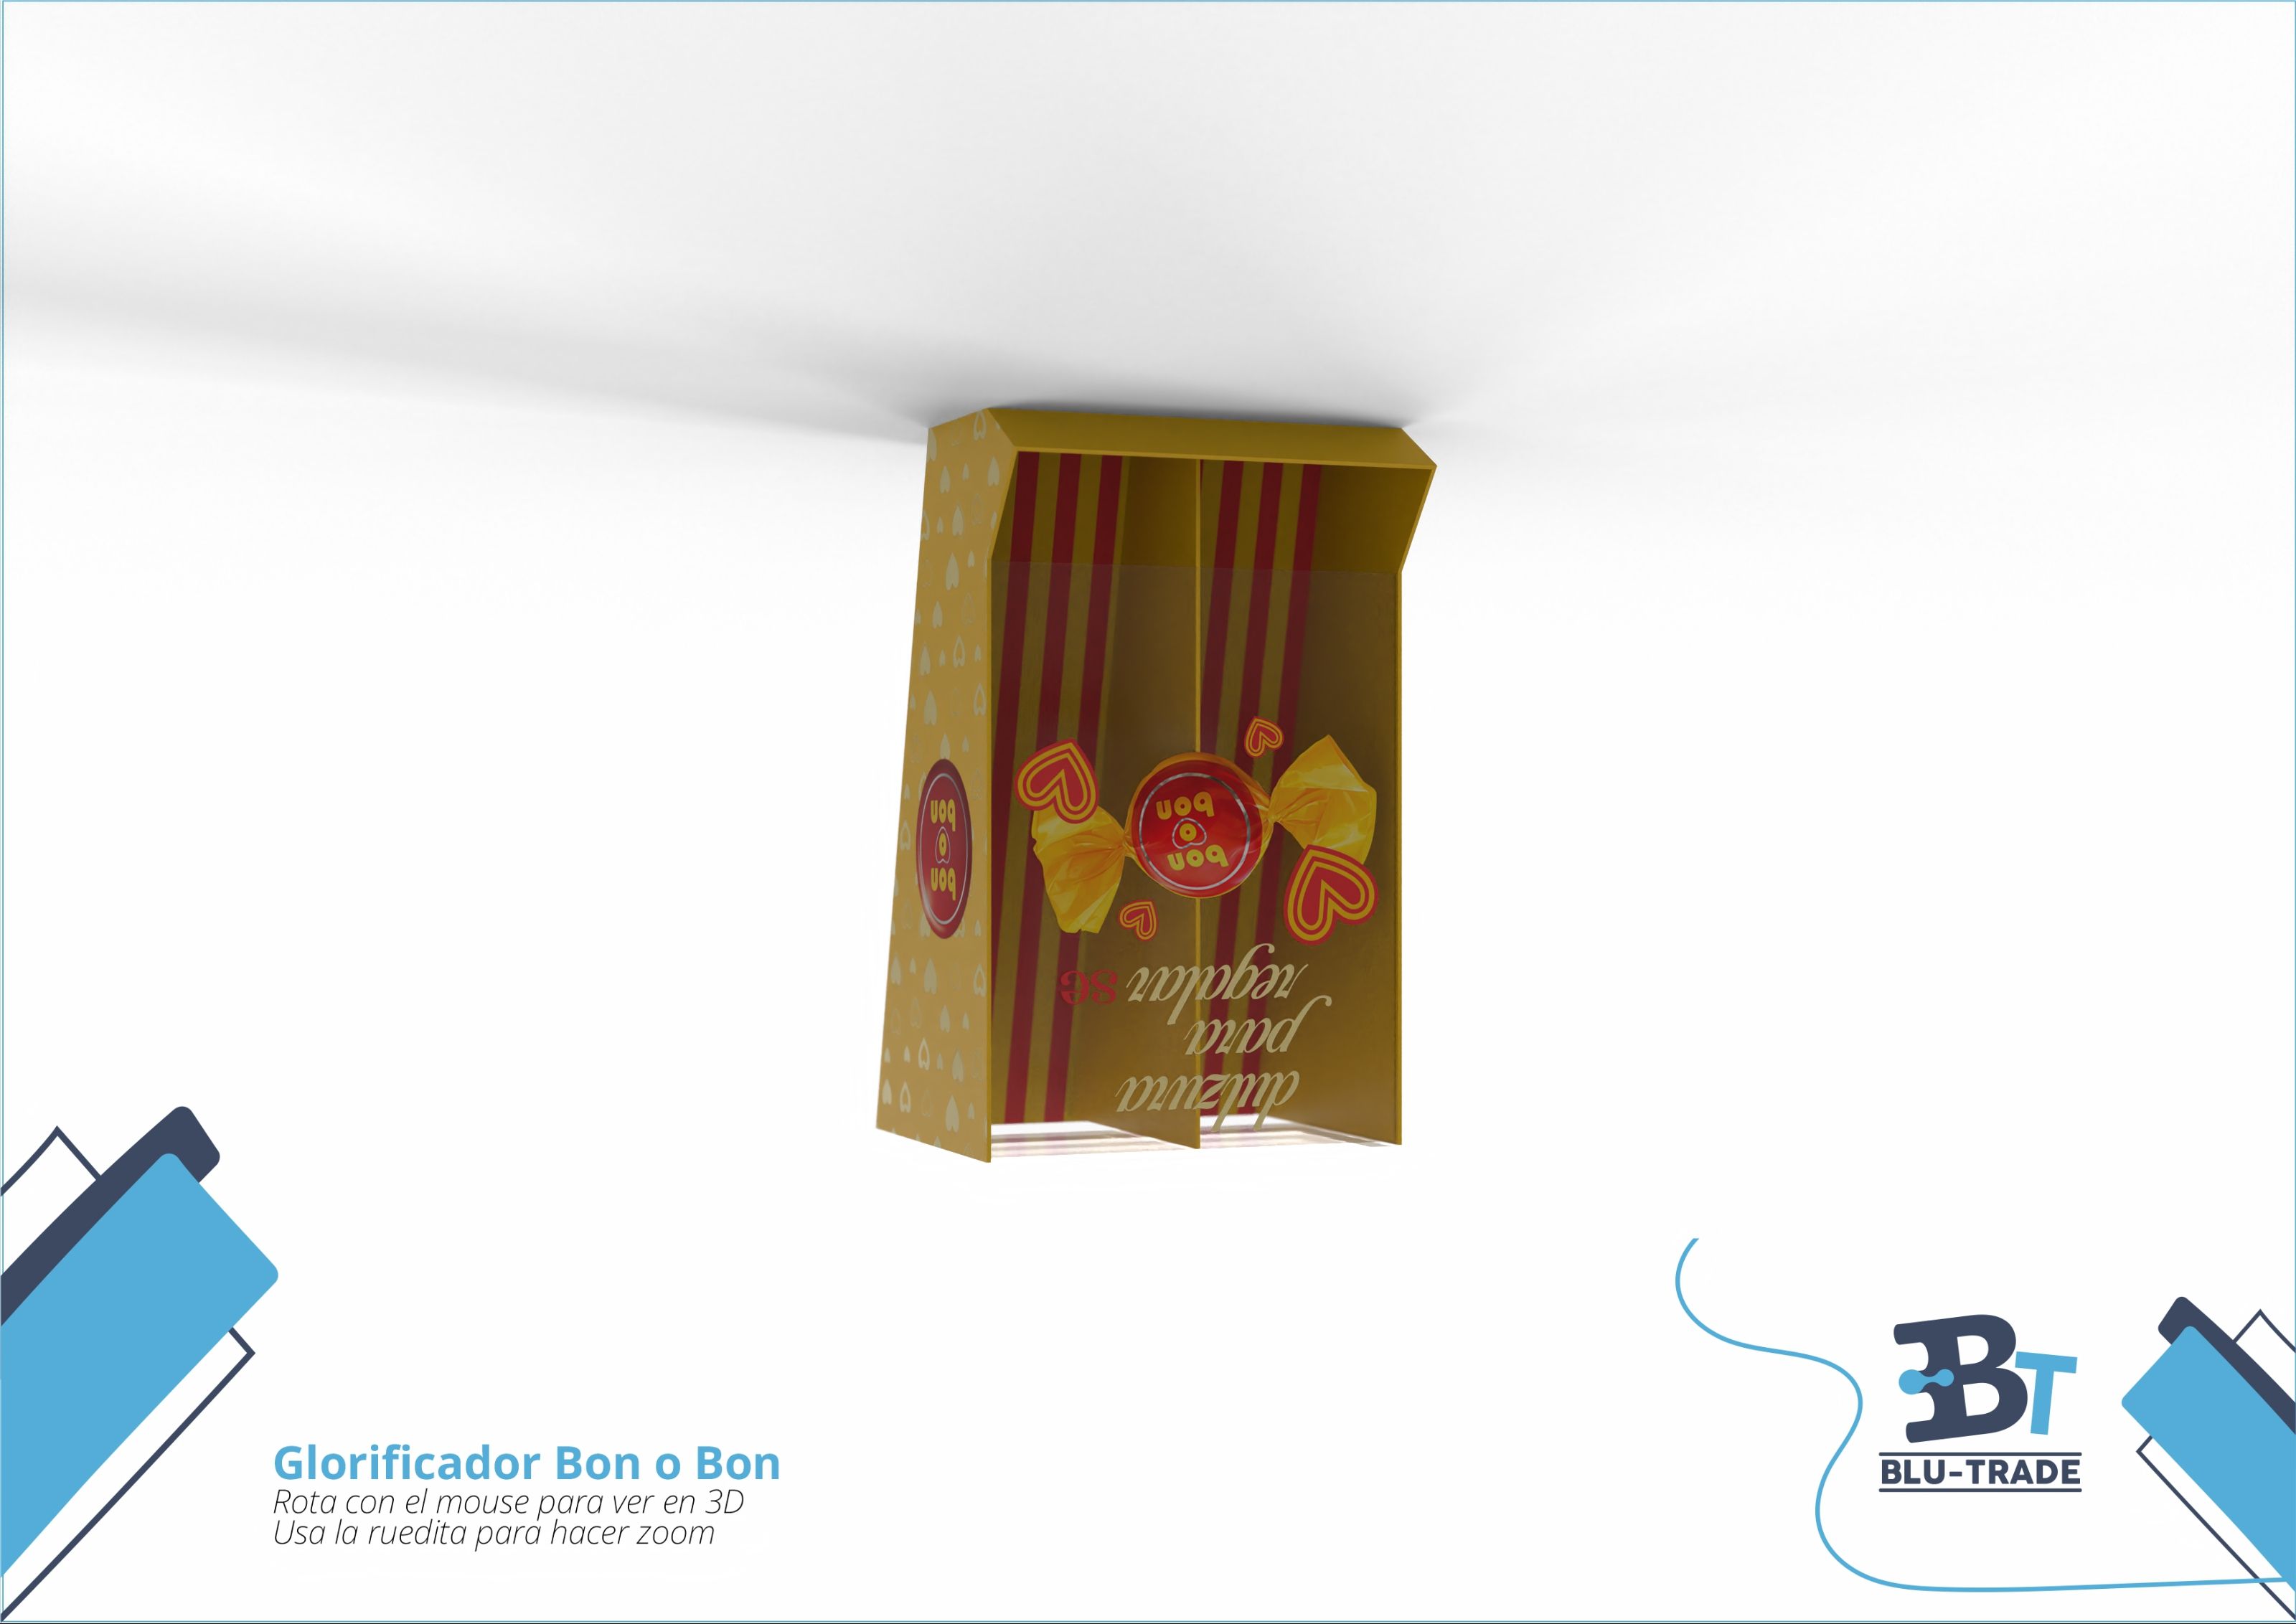 dulzura
para
regalar se
bon
o
bon
bon
o
bon
Glorificador Bon o Bon
Rota con el mouse para ver en 3D
Usa la ruedita para hacer zoom
BT
BLU-TRADE